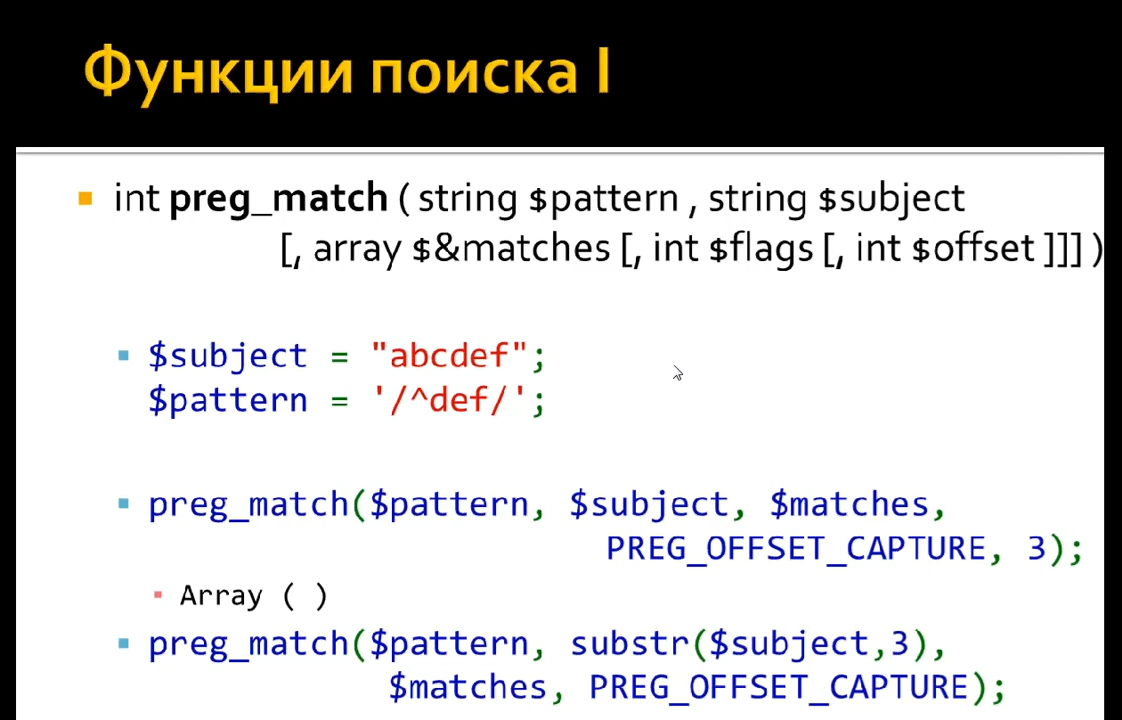 Функции поиска I
int preg_match ( string $pattern , string $subject
[, array $&matches [, int $flags [, int $offset ]]] )
$subject = "abcdef";
$pattern = '/^def/';
preg_match($pattern, $subject, $matches,
PREG_OFFSET_CAPTURE, 3);
Array ( )
preg_match($pattern, substr($subject,3),
$matches, PREG_OFFSET_CAPTURE);